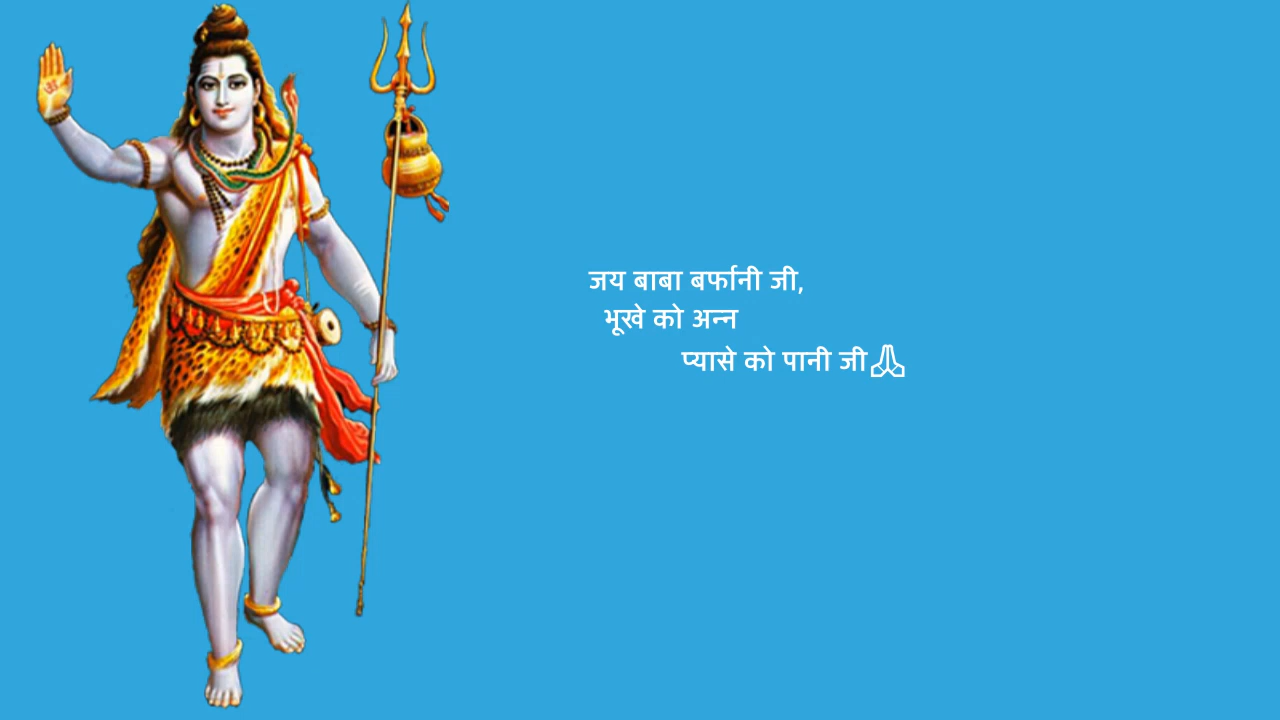 जय बाबा बर्फानी जी,
भूखे को अन्न
प्यासे को पानी जी🙏